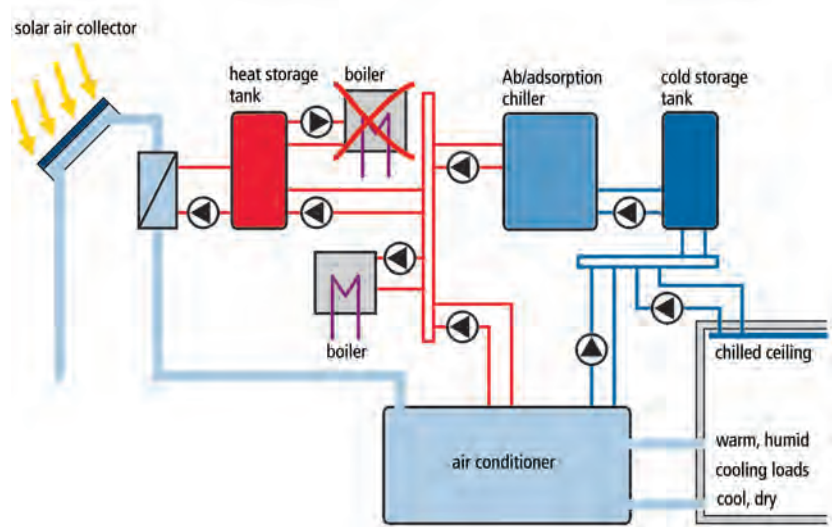 solar air collector
heat storage
tank
boiler
Ab/adsorption
chiller
cold storage
tank
boiler
chilled ceiling
air conditioner
warm, humid
cooling loads
cool, dry